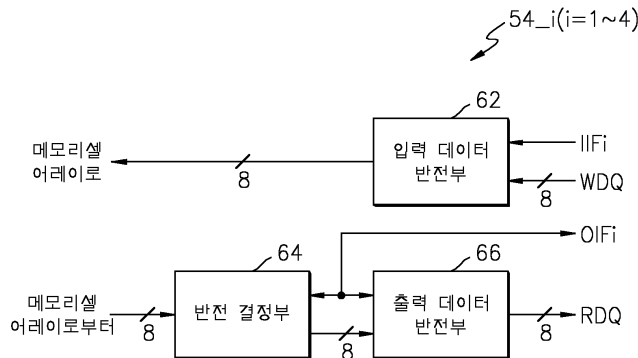 54_i(i=1~4)
62
메모리셀
어레이로
8
입력 데이터
반전부
IIFi
8
WDQ
OIFi
64
66
메모리셀
어레이로부터
8
반전 결정부
8
출력 데이터
반전부
8
RDQ